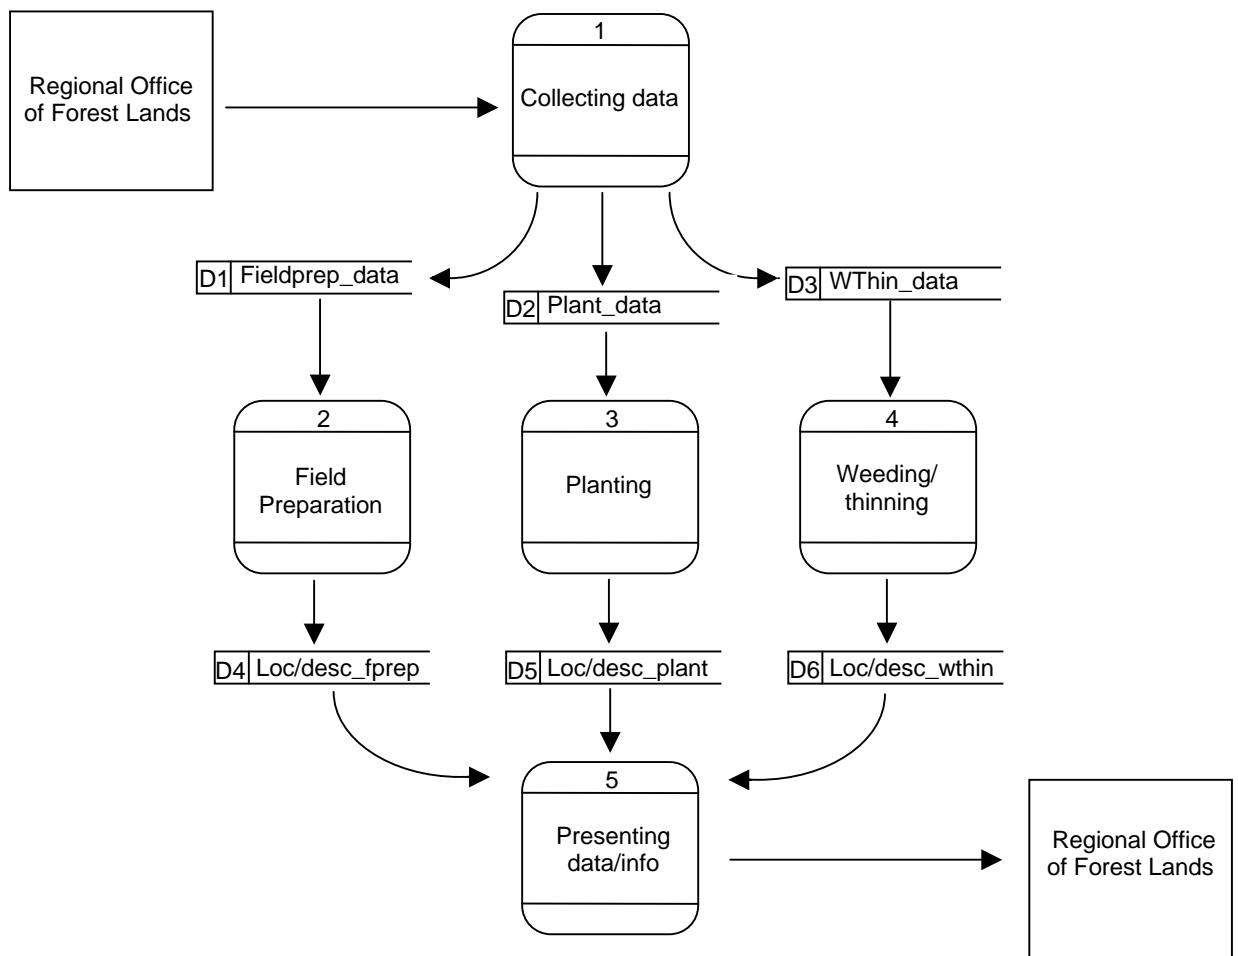 Regional Office
of Forest Lands
1
Collecting data
D1 Fieldprep_data
D2 Plant_data
D3 WThin_data
2
Field
Preparation
3
Planting
4
Weeding/
thinning
D4 Loc/desc_fprep
D5 Loc/desc_plant
D6 Loc/desc_wthin
5
Presenting
data/info
Regional Office
of Forest Lands